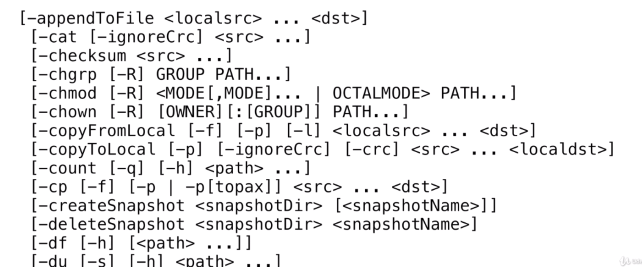 [-appendToFile <localsrc> ... <dst>]
[-cat [-ignoreCrc] <src> ...]
[-checksum <src> ...]
[-chgrp [-R] GROUP PATH...]
[-chmod [-R] <MODE[,MODE]... | OCTALMODE> PATH...]
[-chown [-R] [OWNER][:[GROUP]] PATH...]
[-copyFromLocal [-f] [-p] [-l] <localsrc> ... <dst>]
[-copyToLocal [-p] [-ignoreCrc] [-crc] <src> ... <localdst>]
[-count [-q] [-h] <path> ...]
[-cp [-f] [-p | -p[topax]] <src> ... <dst>]
[-createSnapshot <snapshotDir> [<snapshotName>]]
[-deleteSnapshot <snapshotDir> <snapshotName>]
[-df [-h] [<path> ...]]
[-du [-s] [-h] <path> ...]